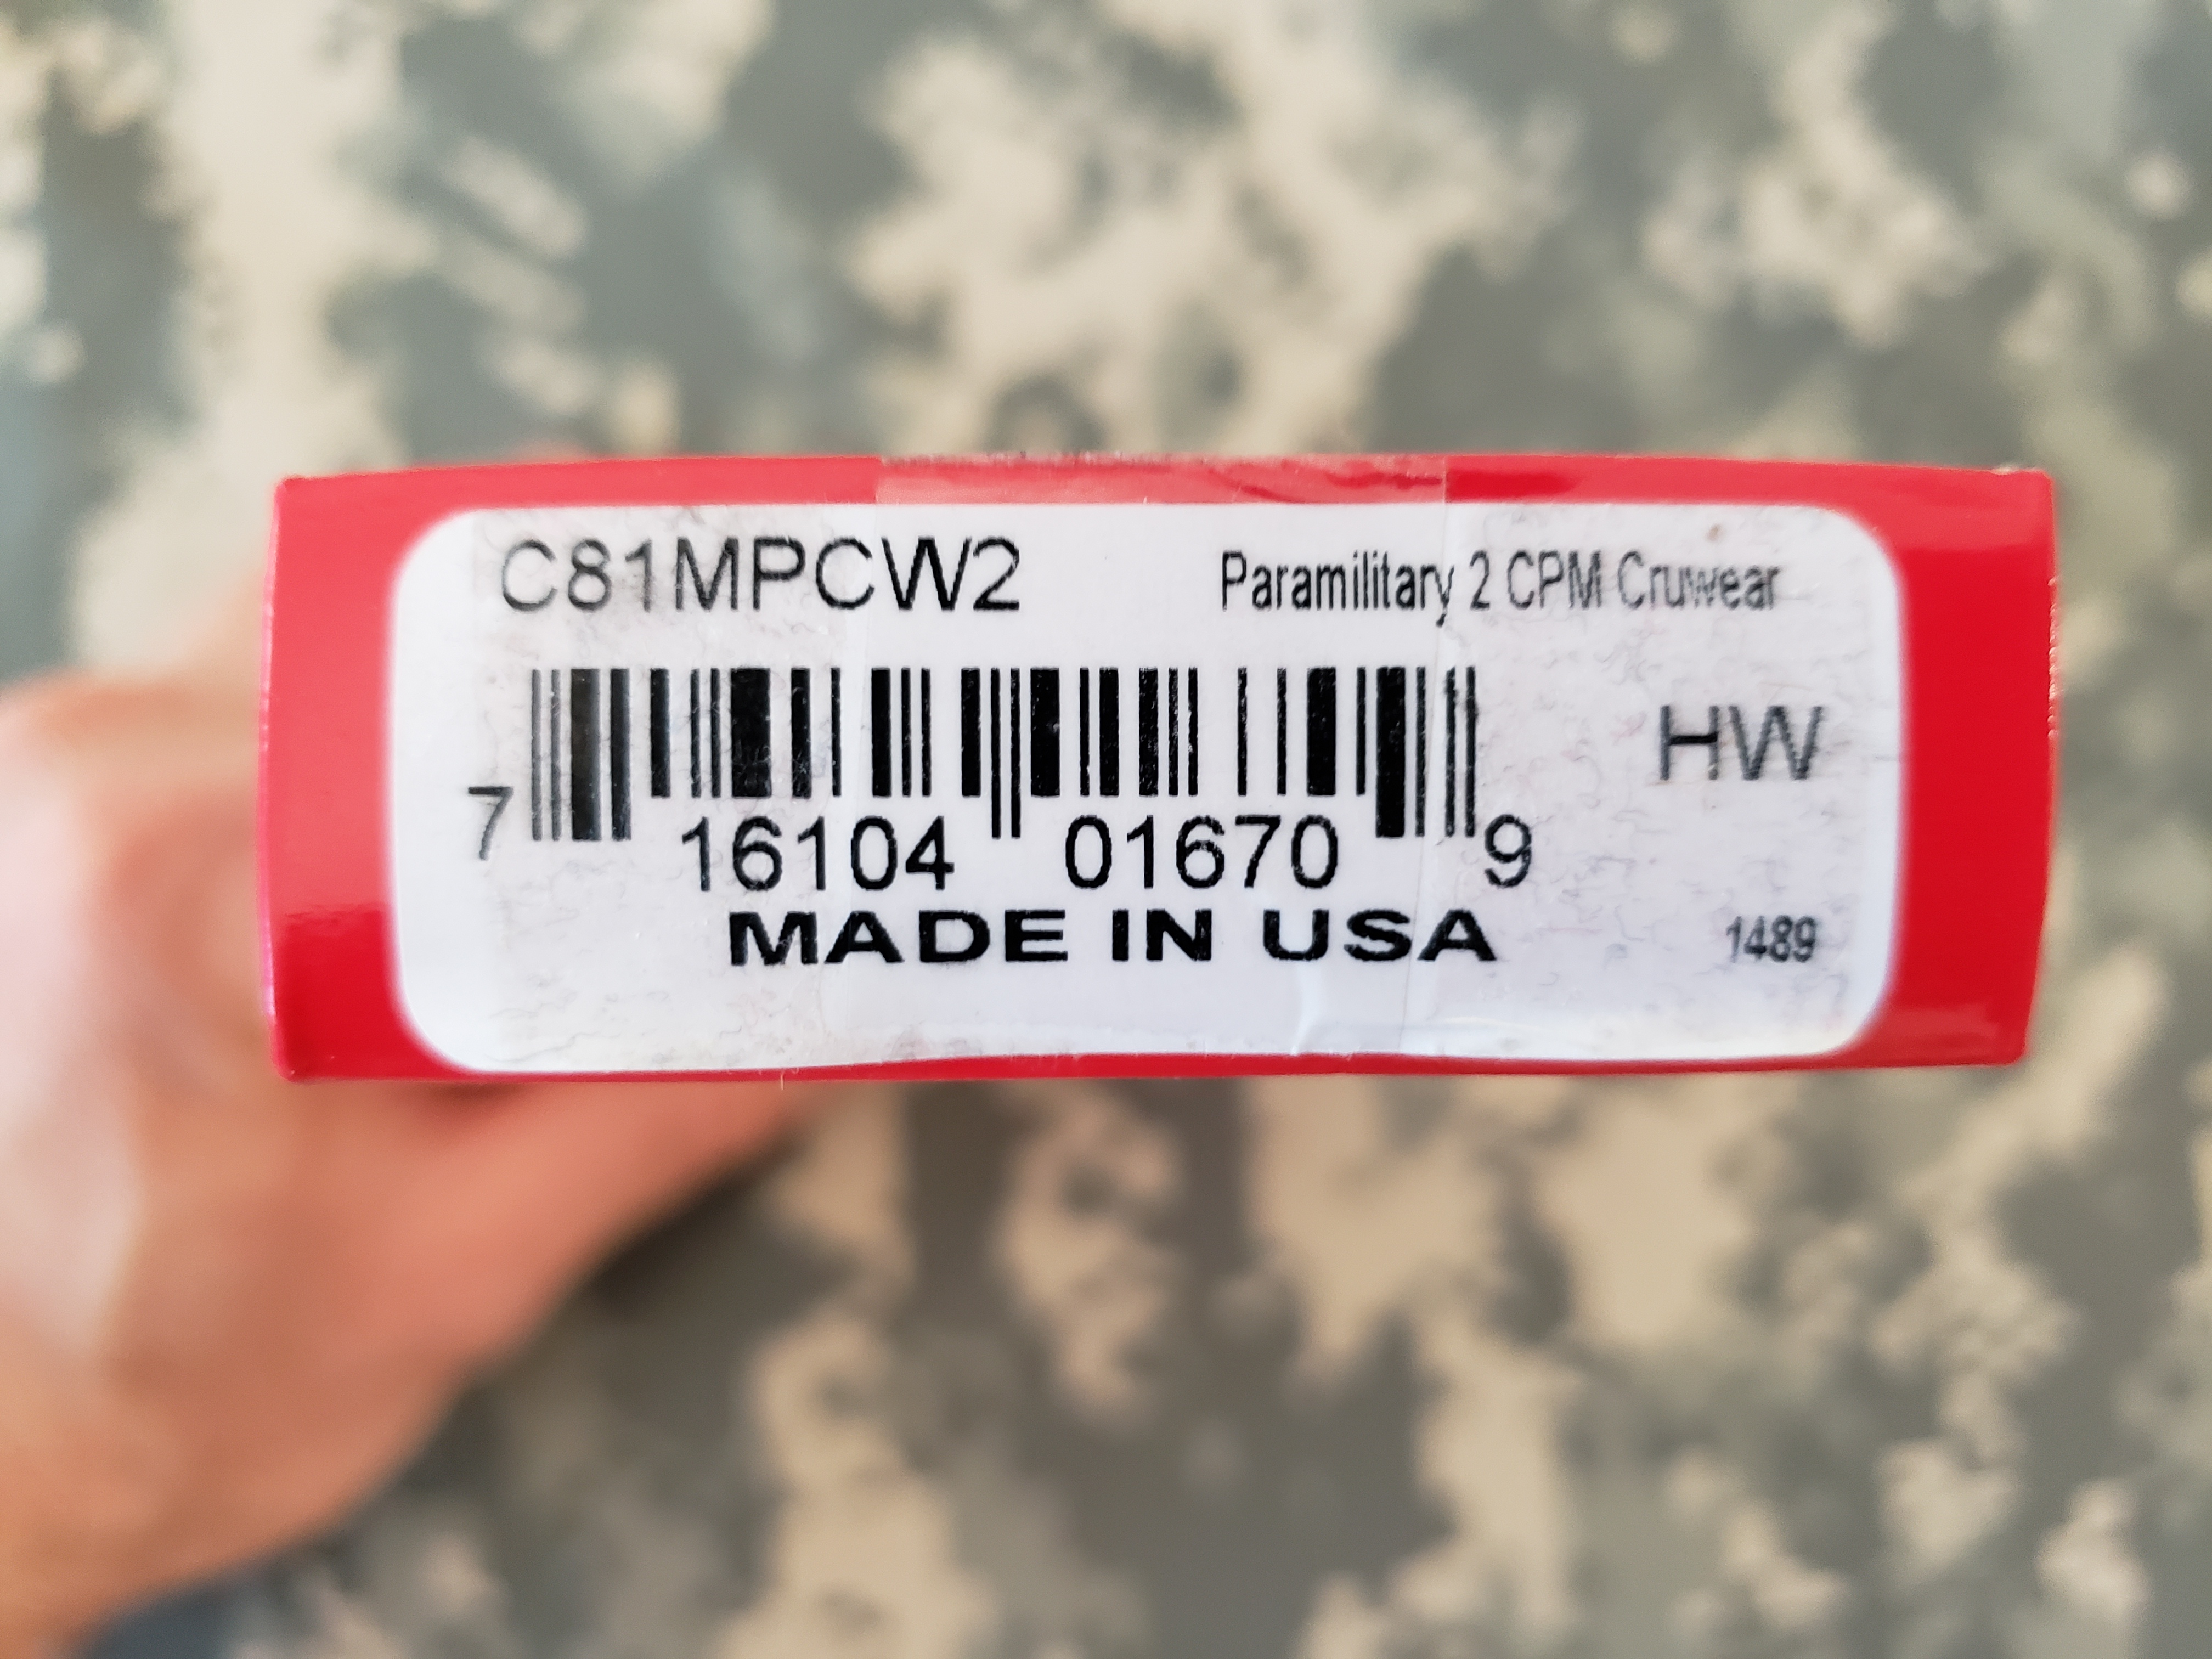 C81MPCW2 Paramilitary 2 CPM Cruwear
HW
7 16104 01670 9
MADE IN USA
1489